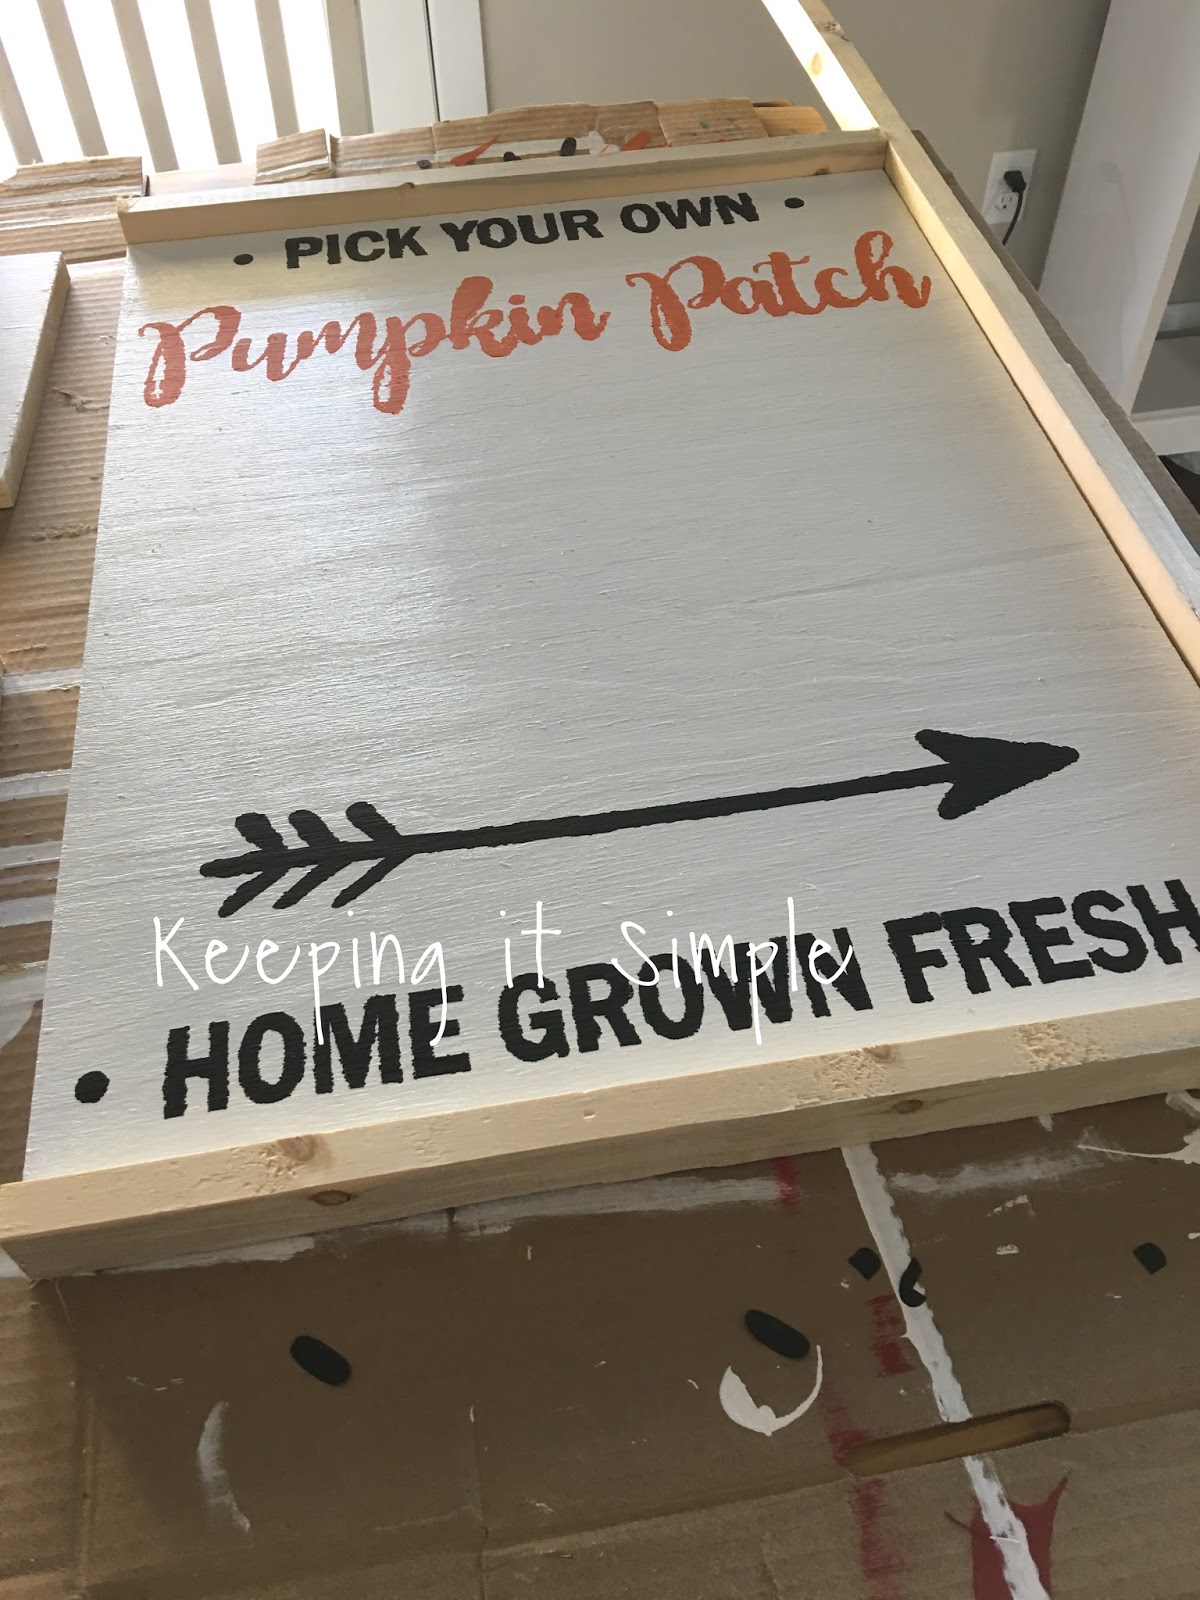 • PICK YOUR OWN •
Pumpkin Patch
Keeping it Simple
• HOME GROWN FRESH